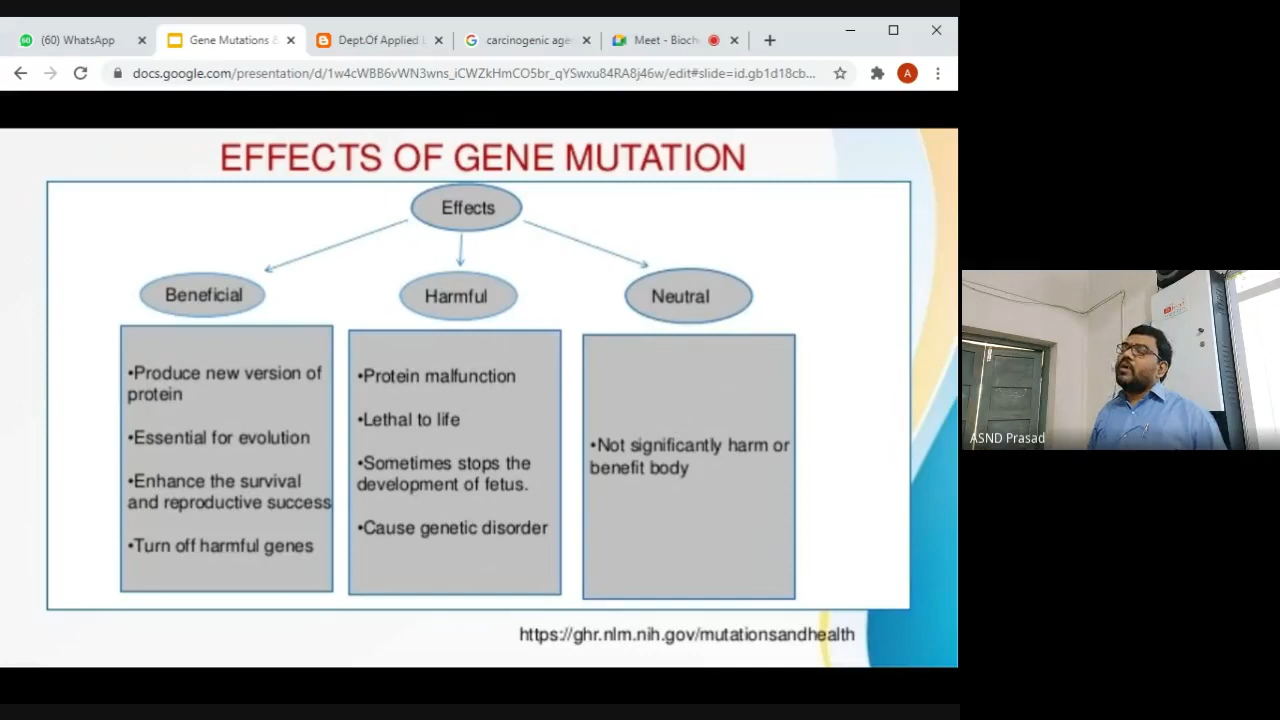 (60) WhatsApp
Gene Mutations &
Dept.Of Applied
carcinogenic age
Meet - Bioch
docs.google.com/presentation/d/1w4cWBB6vWN3wns_iCWZkHmCO5br_qYSwxu84RA8j46w/edit#slide=id.gb1d18cb...
A
EFFECTS OF GENE MUTATION
Effects
Beneficial
•Produce new version of
protein
•Essential for evolution
•Enhance the survival
and reproductive success
•Turn off harmful genes
Harmful
•Protein malfunction
•Lethal to life
•Sometimes stops the
development of fetus.
•Cause genetic disorder
Neutral
•Not significantly harm or
benefit body
https://ghr.nlm.nih.gov/mutationsandhealth
ASND Prasad